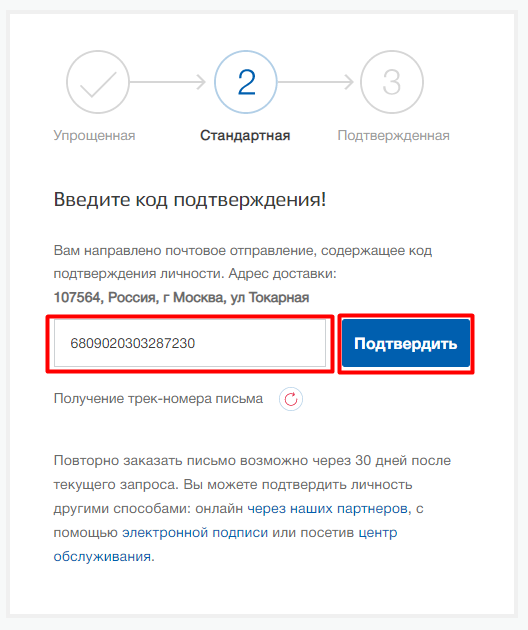 2
3
Упрощенная
Стандартная
Подтвержденная
Введите код подтверждения!
Вам направлено почтовое отправление, содержащее код
подтверждения личности. Адрес доставки:
107564, Россия, г Москва, ул Токарная
6809020303287230
Подтвердить
Получение трек-номера письма
Повторно заказать письмо возможно через 30 дней после
текущего запроса. Вы можете подтвердить личность
другими способами: онлайн через наших партнеров, с
помощью электронной подписи или посетив центр
обслуживания.